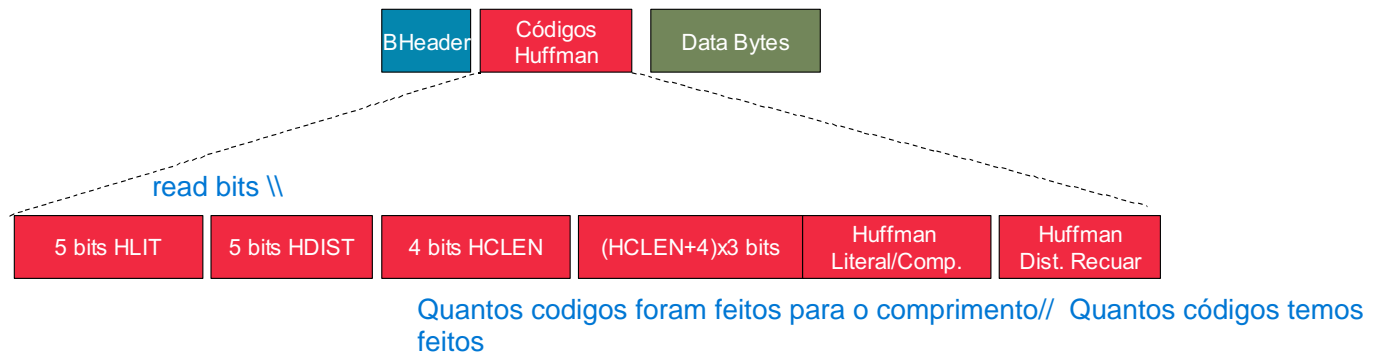 BHeader
Códigos
Huffman
Data Bytes
read bits \\
5 bits HLIT
5 bits HDIST
4 bits HCLEN
(HCLEN+4)x3 bits
Huffman
Literal/Comp.
Huffman
Dist. Recuar
Quantos codigos foram feitos para o comprimento// Quantos códigos temos
feitos